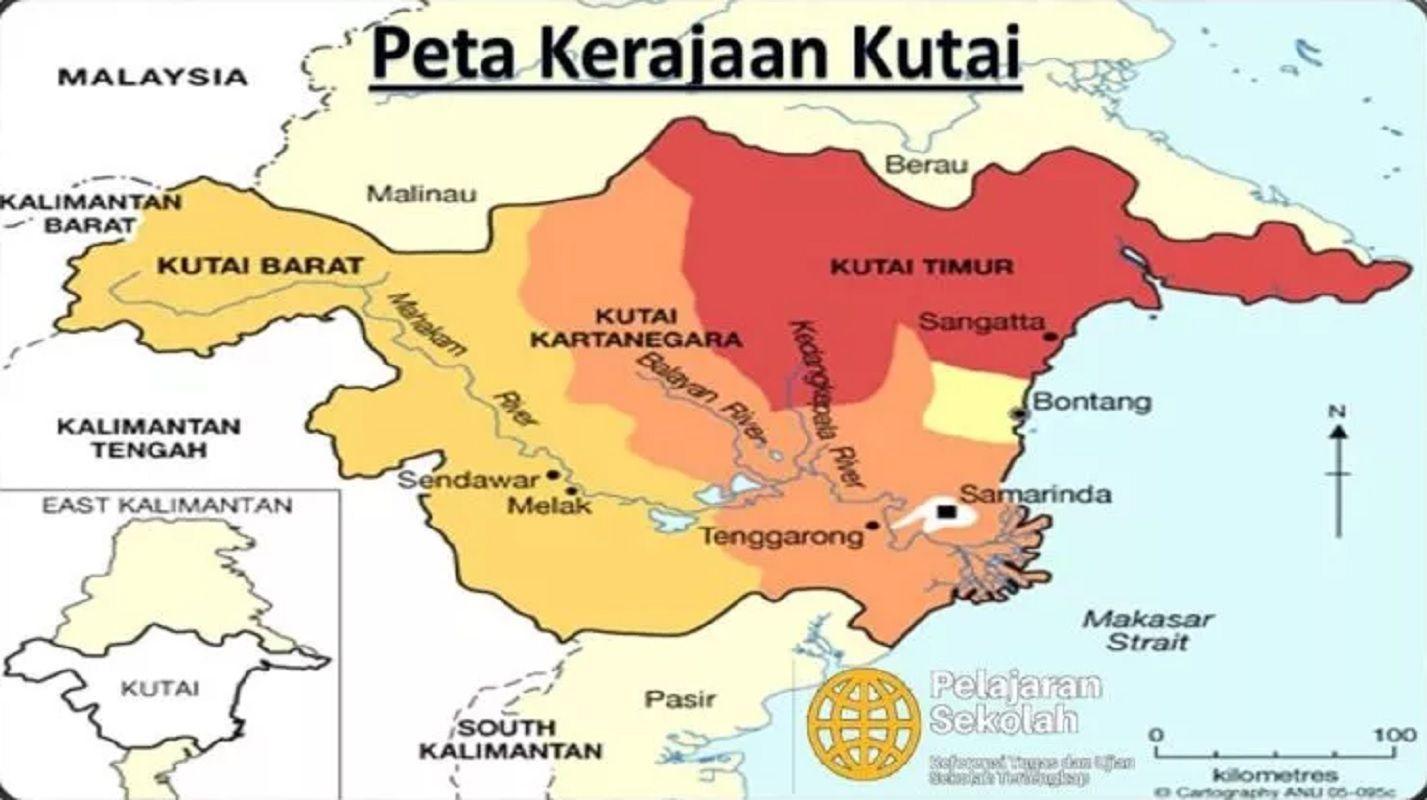 Peta Kerajaan Kutai
MALAYSIA
KALIMANTAN
BARAT
Malinau
Berau
KUTAI BARAT
KUTAI TIMUR
Mahakam
River
KUTAI
KARTANEGARA
Sangatta
Balayan River
Kedangkepala
River
Bontang
KALIMANTAN
TENGAH
N
Sendawar
Melak
Samarinda
Tenggarong
EAST KALIMANTAN
KUTAI
Makasar
Strait
Pasir
SOUTH
KALIMANTAN
Pelajaran
Sekolah
Referensi Tugas dan Ujian
Sekolah Terlengkap
0 100
kilometres
© Cartography ANU 05-095c